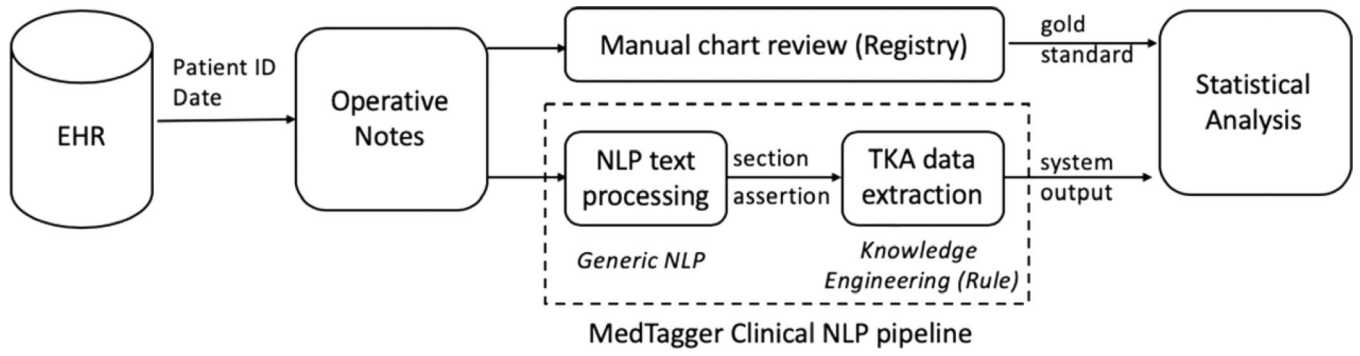 EHR
Patient ID
Date
Operative
Notes
Manual chart review (Registry)
gold
standard
NLP text
processing
section
assertion
TKA data
extraction
system
output
Statistical
Analysis
Generic NLP
Knowledge
Engineering (Rule)
MedTagger Clinical NLP pipeline